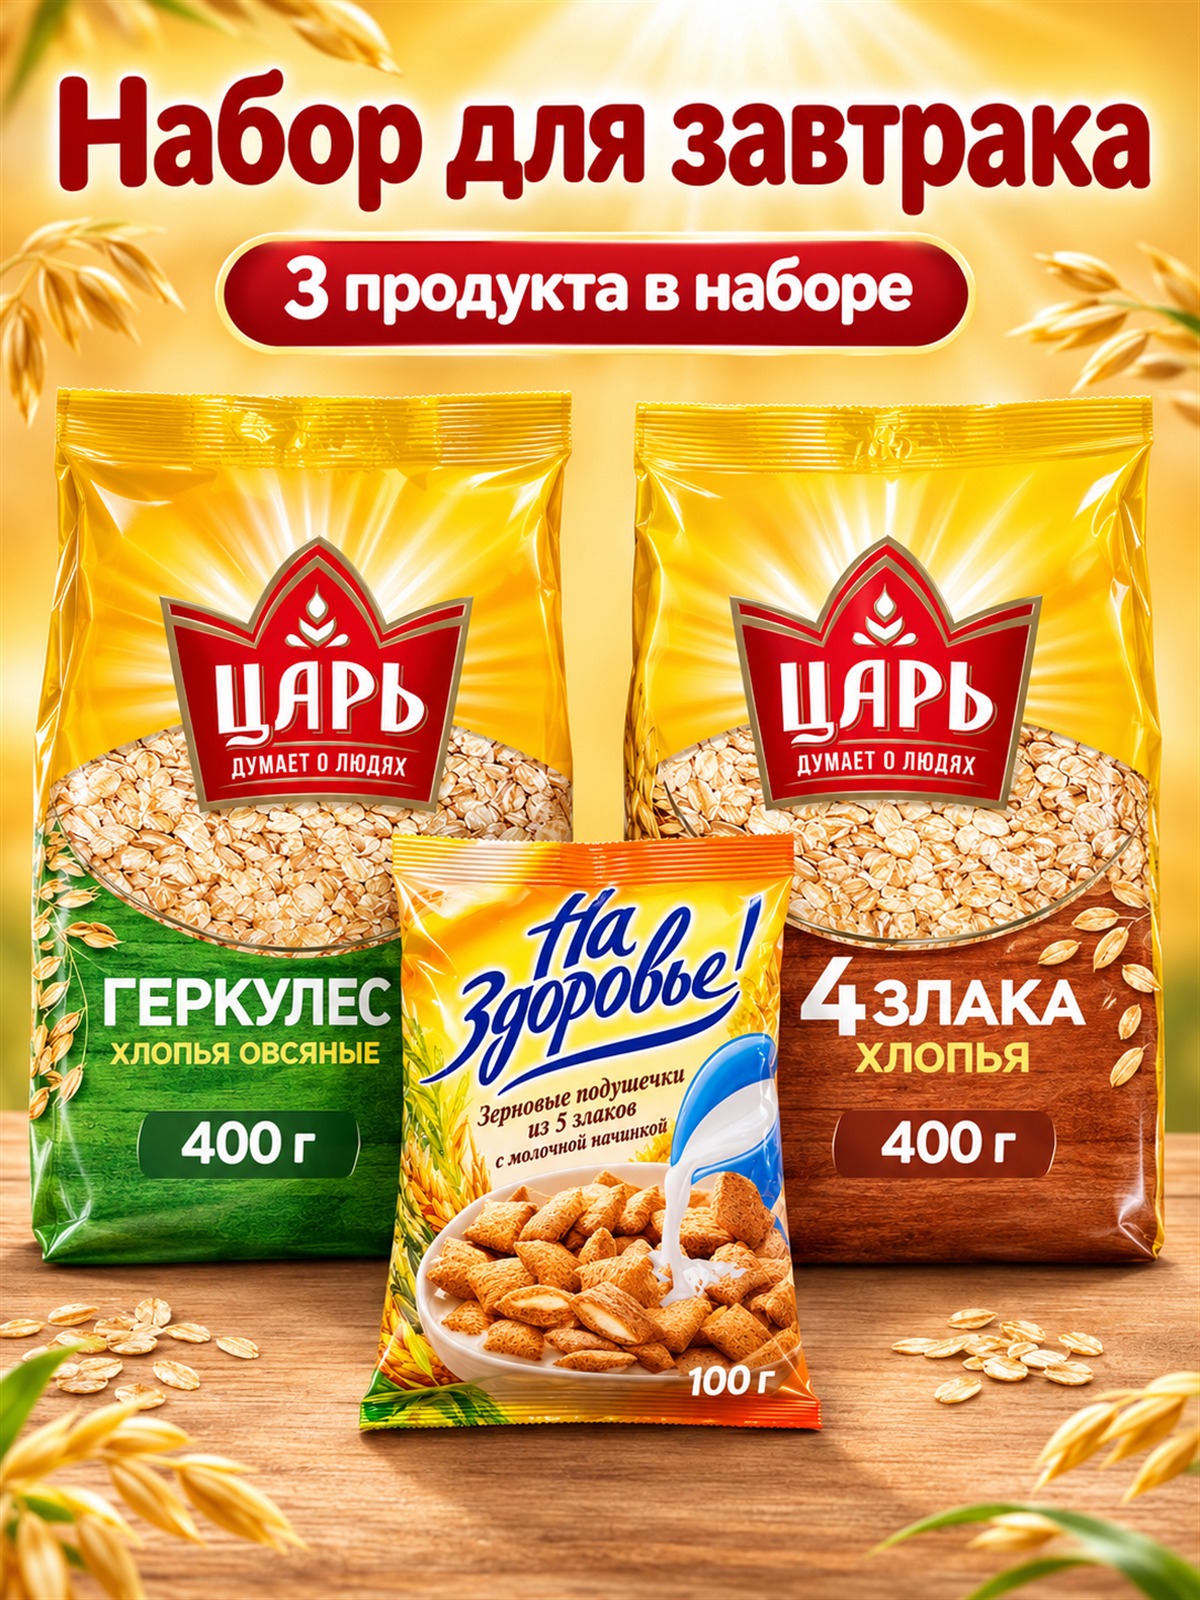 Набор для завтрака
3 продукта в наборе
ЦАРЬ
ДУМАЕТ О ЛЮДЯХ
ГЕРКУЛЕС
ХЛОПЬЯ ОВСЯНЫЕ
400 г
ЦАРЬ
ДУМАЕТ О ЛЮДЯХ
4 ЗЛАКА
ХЛОПЬЯ
400 г
На
Здоровье!
Зерновые подушечки
из 5 злаков
с молочной начинкой
100 г